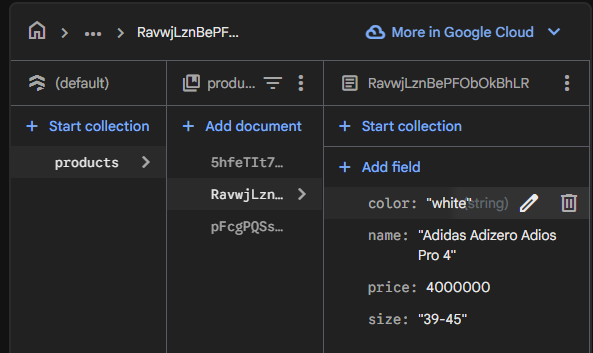 RavwjLznBePF...
More in Google Cloud
(default)
produ...
RavwjLznBePFObOkBhLR
+ Start collection
+ Add document
+ Start collection
products
5hfeTIt7...
RavwjLzn...
pFcgPQSs...
+ Add field
color: "white" (string)
name: "Adidas Adizero Adios
Pro 4"
price: 4000000
size: "39-45"